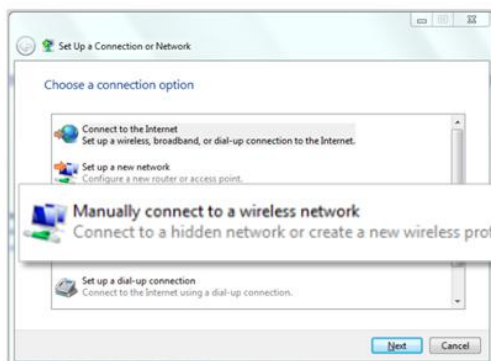 Set Up a Connection or Network
Choose a connection option
Connect to the Internet
Set up a wireless, broadband, or dial-up connection to the Internet.
Set up a new network
Configure a new router or access point.
Manually connect to a wireless network
Connect to a hidden network or create a new wireless prof
Set up a dial-up connection
Connect to the Internet using a dial-up connection.
Next
Cancel